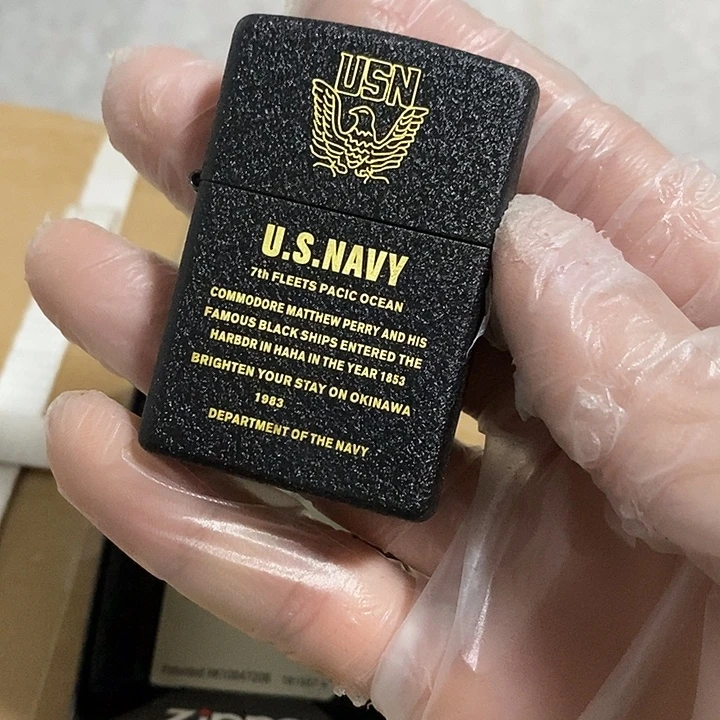 USN
U.S.NAVY
7th FLEETS PACIC OCEAN
COMMODORE MATTHEW PERRY AND HIS
FAMOUS BLACK SHIPS ENTERED THE
HARBDR IN HAHA IN THE YEAR 1853
BRIGHTEN YOUR STAY ON OKINAWA
1983
DEPARTMENT OF THE NAVY